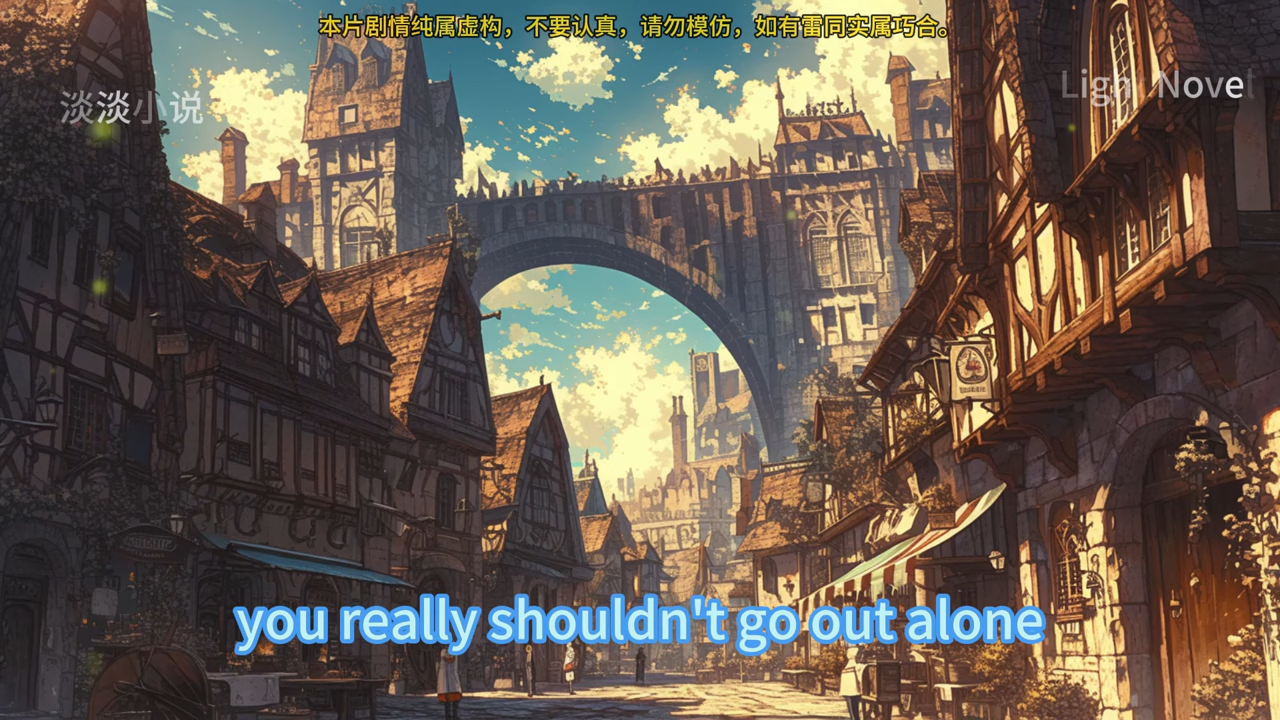 本片剧情纯属虚构，不要认真，请勿模仿，如有雷同实属巧合。
淡淡小说
Light Novel
you really shouldn't go out alone